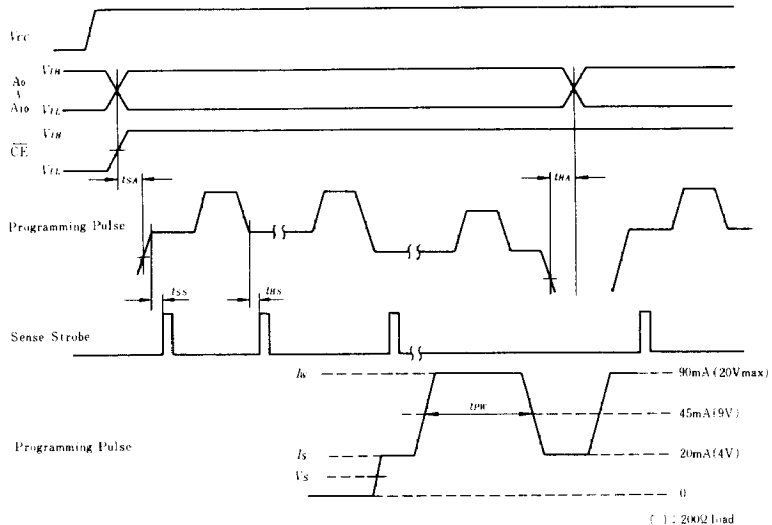 Vcc
VIH
A0
∖
A10
VIL
VIH
CE
VIL
tSA
tHA
Programming Pulse
tSS
tHS
Sense Strobe
IW
90mA(20Vmax)
tPW
45mA(9V)
Programming Pulse
IS
20mA(4V)
VS
0
( ) : 200Ω load